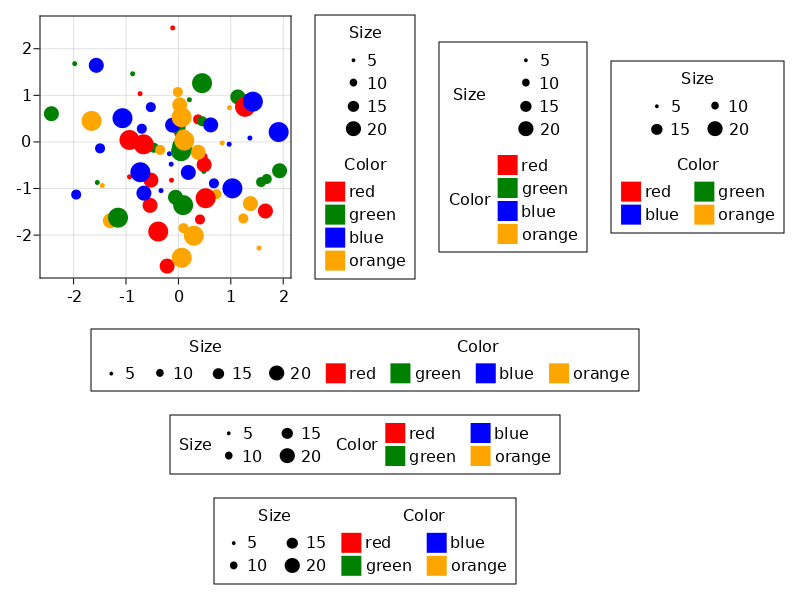 2
1
0
-1
-2
-2 -1 0 1 2
Size
5
10
15
20
Color
red
green
blue
orange
Size
5
10
15
20
Color
red
green
blue
orange
Size
5 10
15 20
Color
red green
blue orange
Size Color
5 10 15 20 red green blue orange
Size 5 15 Color red blue
10 20 green orange
Size Color
5 15 red blue
10 20 green orange